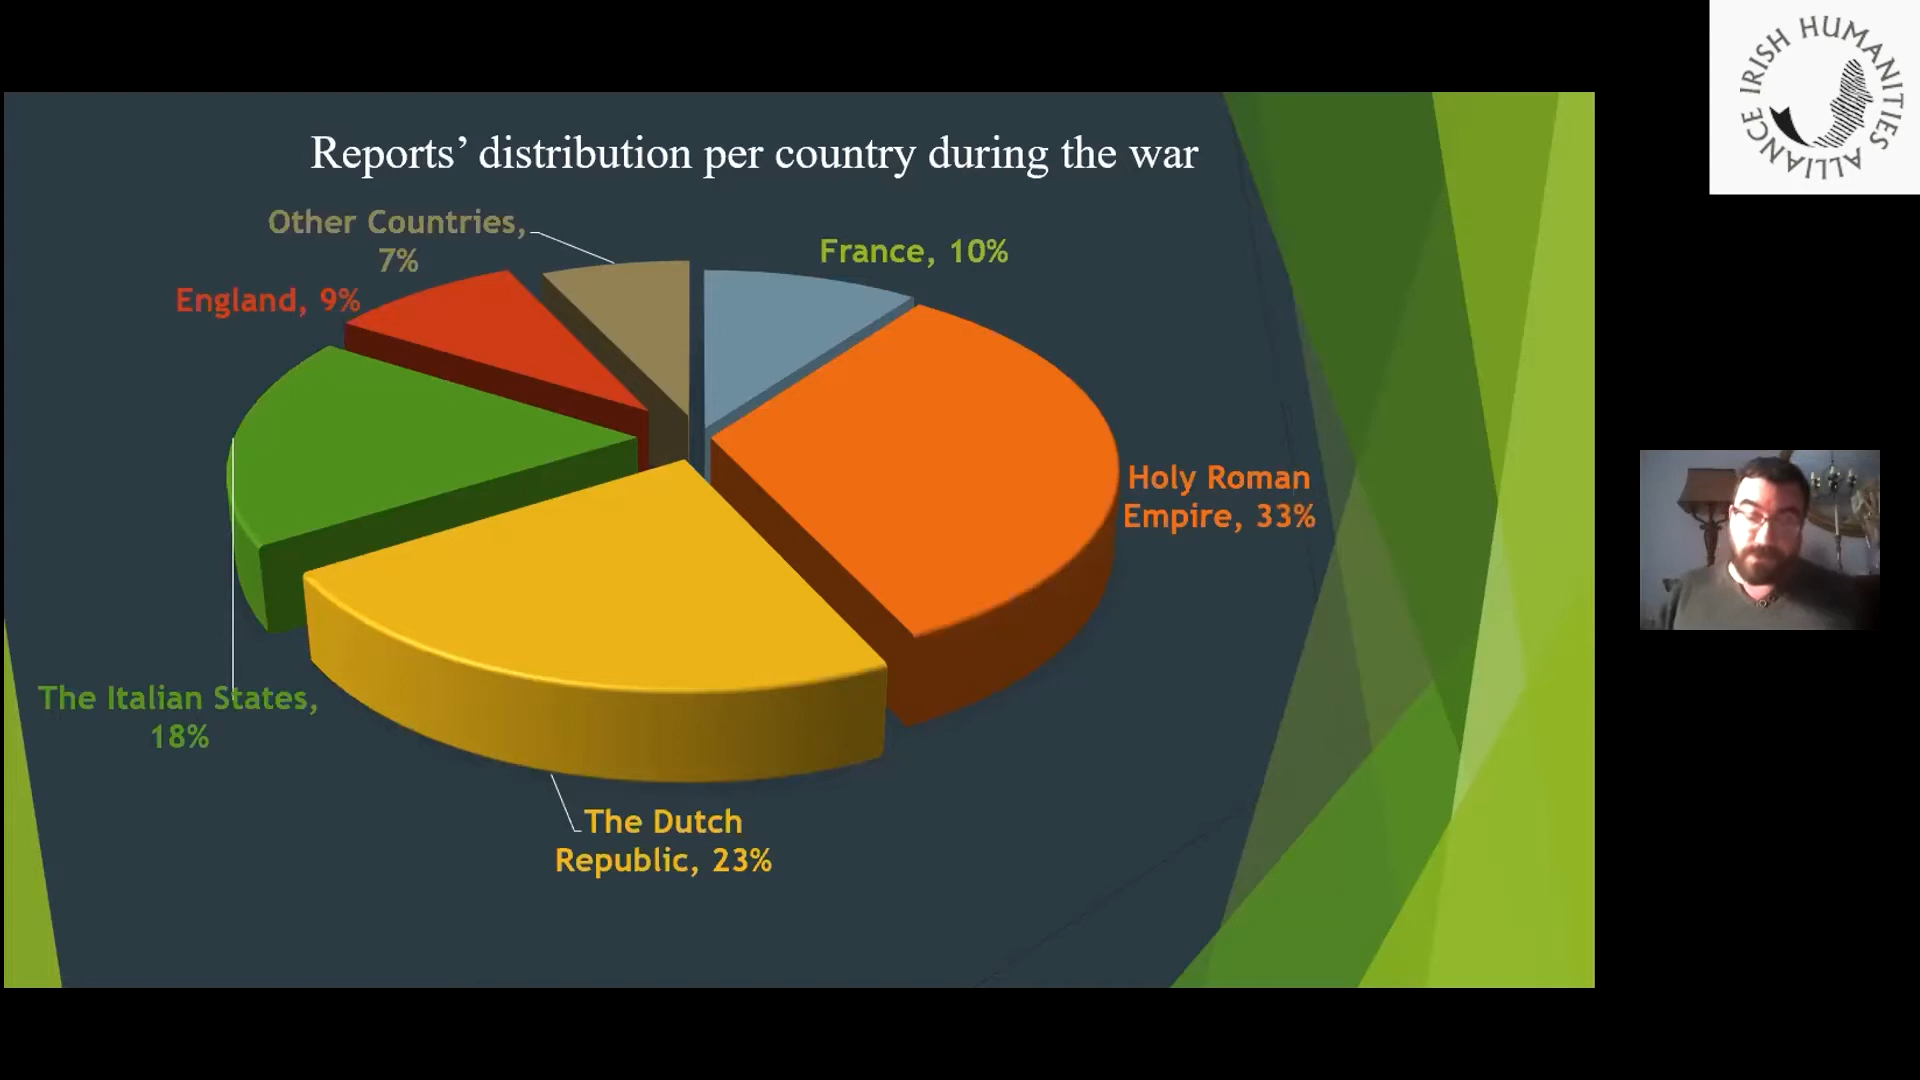 Reports’ distribution per country during the war
Other Countries,
7%
France, 10%
England, 9%
Holy Roman
Empire, 33%
The Italian States,
18%
The Dutch
Republic, 23%
IRISH HUMANITIES ALLIANCE